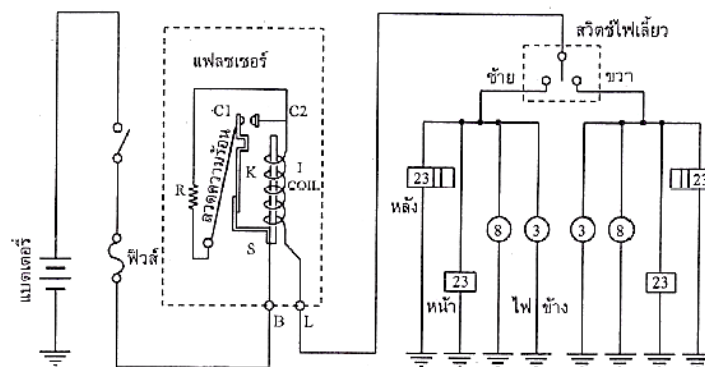 สวิตซ์ไฟเลี้ยว
แฟลชเชอร์
ซ้าย
ขวา
C1
C2
R
ลวดความร้อน
K
I
COIL
S
B
L
แบตเตอรี่
ฟิวส์
23
หลัง
23
8
3
3
8
23
23
หน้า
ไฟ ข้าง